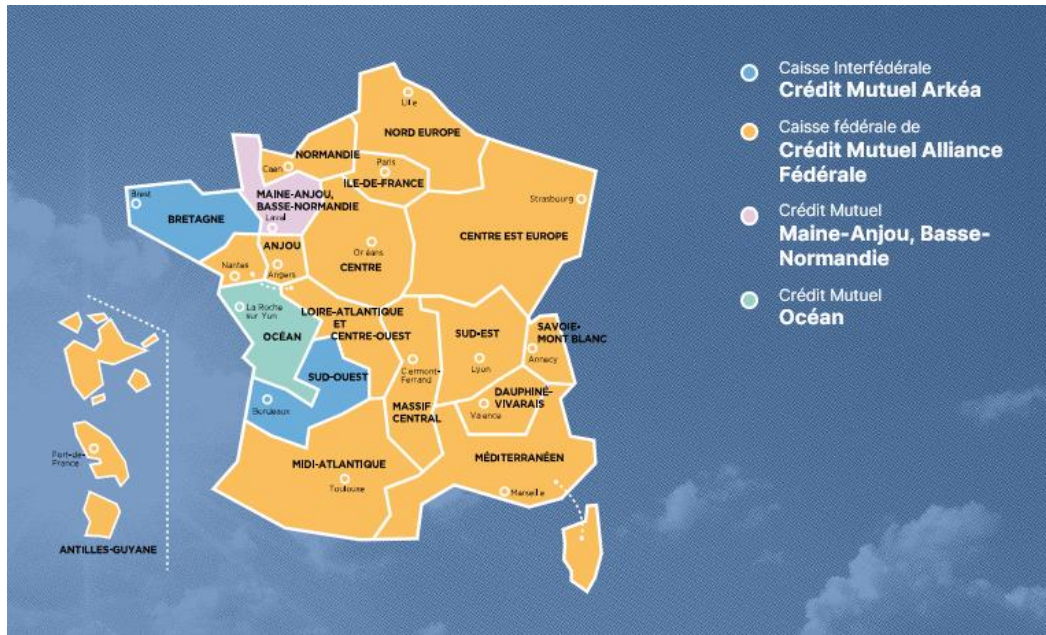 Lille
NORD EUROPE
NORMANDIE
Caen
Paris
ILE-DE-FRANCE
MAINE-ANJOU,
BASSE-NORMANDIE
Laval
Brest
BRETAGNE
Strasbourg
CENTRE EST EUROPE
ANJOU
Angers
Nantes
Orléans
CENTRE
La Roche
sur Yon
OCÉAN
LOIRE-ATLANTIQUE
ET
CENTRE-OUEST
SUD-EST
Lyon
SAVOIE-
MONT BLANC
Annecy
SUD-OUEST
Bordeaux
Clermont-
Ferrand
MASSIF
CENTRAL
DAUPHINÉ-
VIVARAIS
Valence
MIDI-ATLANTIQUE
Toulouse
MÉDITERRANÉEN
Marseille
Fort-de-
France
ANTILLES-GUYANE
Caisse Interfédérale
Crédit Mutuel Arkéa
Caisse fédérale de
Crédit Mutuel Alliance
Fédérale
Crédit Mutuel
Maine-Anjou, Basse-
Normandie
Crédit Mutuel
Océan